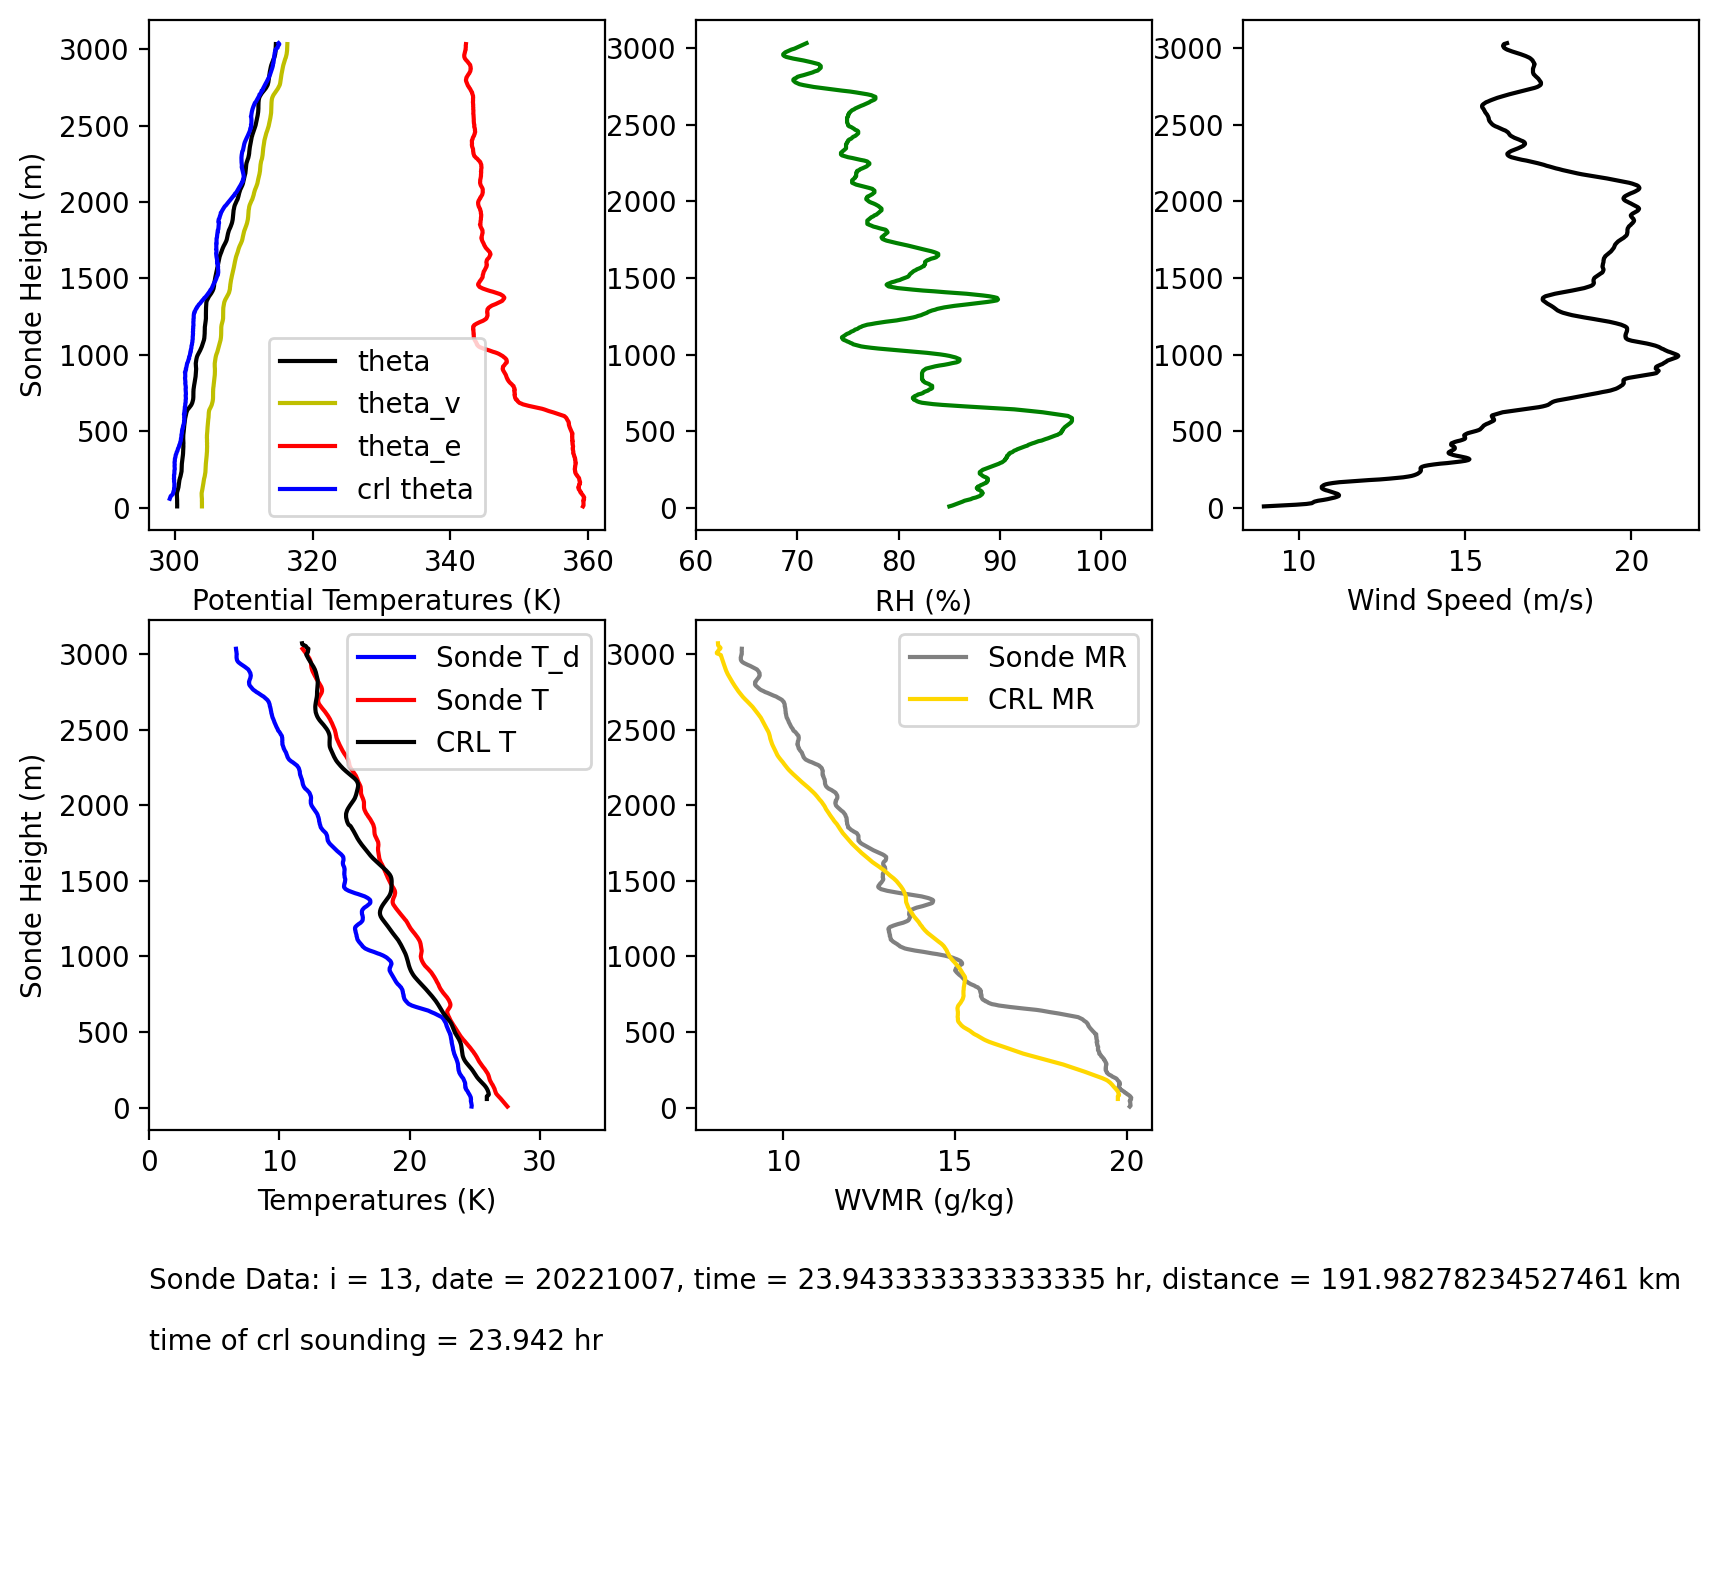 3000
2500
2000
1500
1000
500
0
Sonde Height (m)
300 320 340 360
Potential Temperatures (K)
theta
theta_v
theta_e
crl theta
3000
2500
2000
1500
1000
500
0
60 70 80 90 100
RH (%)
3000
2500
2000
1500
1000
500
0
10 15 20
Wind Speed (m/s)
3000
2500
2000
1500
1000
500
0
Sonde Height (m)
0 10 20 30
Temperatures (K)
Sonde T_d
Sonde T
CRL T
3000
2500
2000
1500
1000
500
0
10 15 20
WVMR (g/kg)
Sonde MR
CRL MR
Sonde Data: i = 13, date = 20221007, time = 23.943333333333335 hr, distance = 191.98278234527461 km
time of crl sounding = 23.942 hr